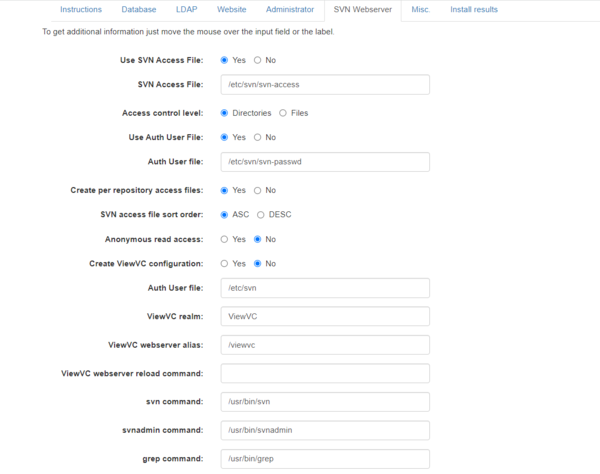 Instructions Database LDAP Website Administrator SVN Webserver Misc. Install results
To get additional information just move the mouse over the input field or the label.
Use SVN Access File: Yes No
SVN Access File: /etc/svn/svn-access
Access control level: Directories Files
Use Auth User File: Yes No
Auth User file: /etc/svn/svn-passwd
Create per repository access files: Yes No
SVN access file sort order: ASC DESC
Anonymous read access: Yes No
Create ViewVC configuration: Yes No
Auth User file: /etc/svn
ViewVC realm: ViewVC
ViewVC webserver alias: /viewvc
ViewVC webserver reload command:
svn command: /usr/bin/svn
svnadmin command: /usr/bin/svnadmin
grep command: /usr/bin/grep